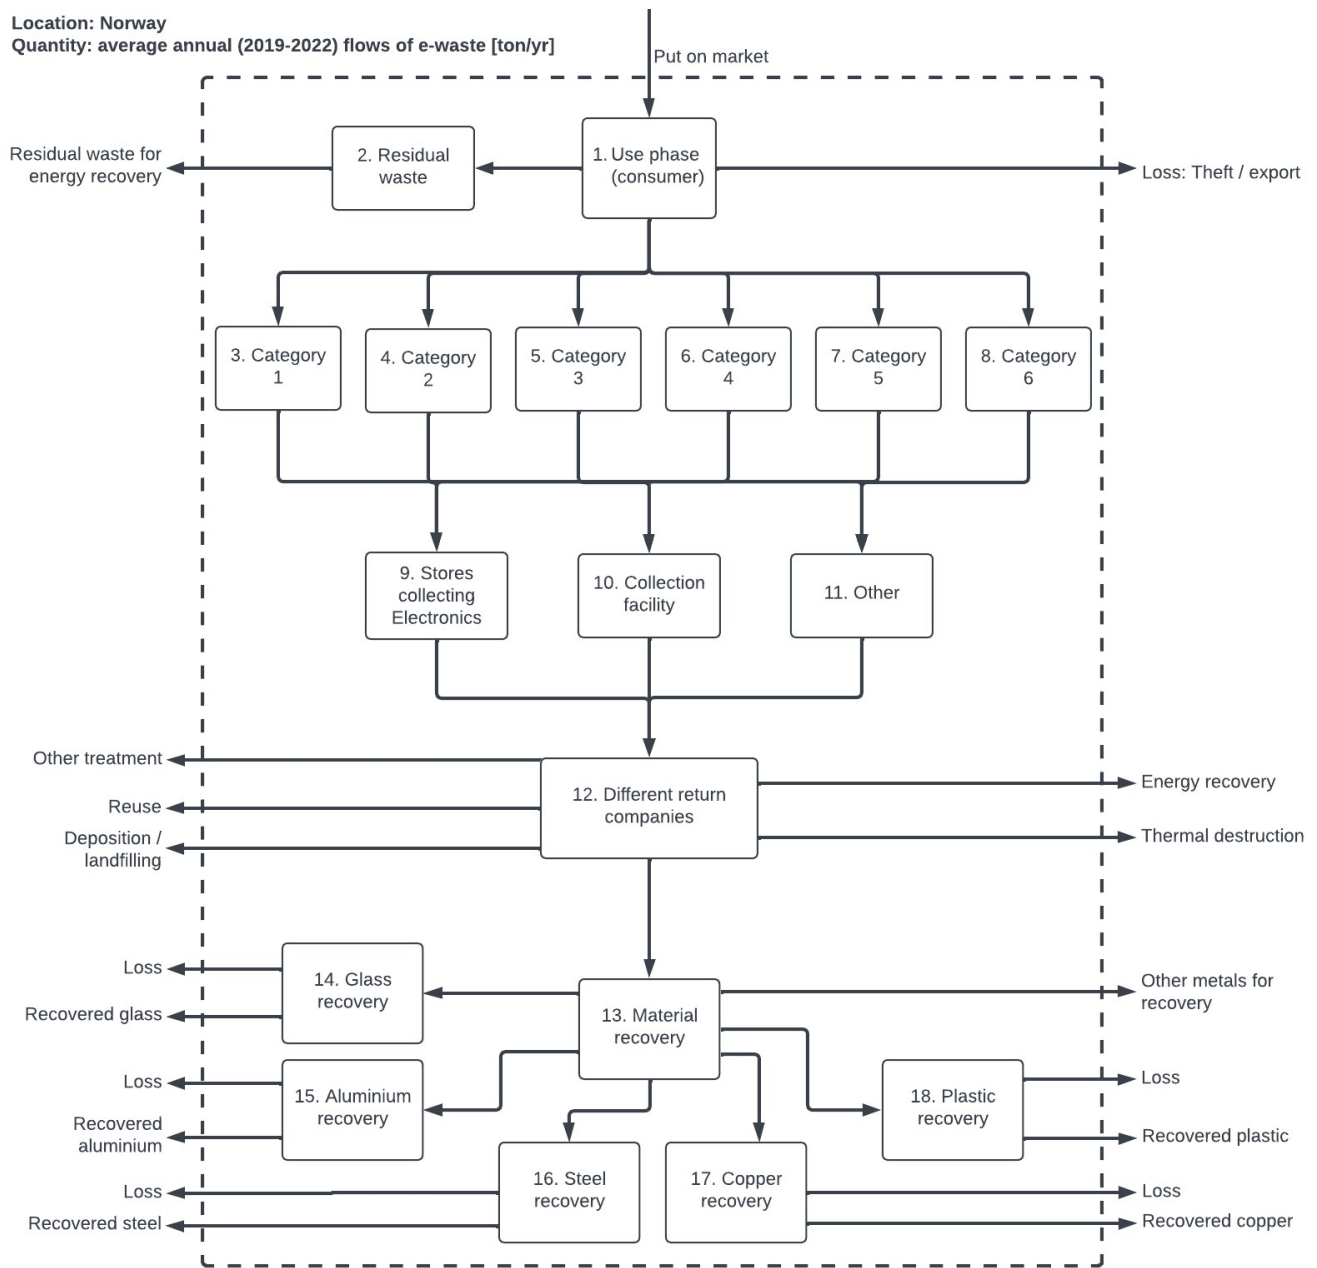 Location: Norway
Quantity: average annual (2019-2022) flows of e-waste [ton/yr]
Put on market
Residual waste for
energy recovery
2. Residual
waste
1. Use phase
(consumer)
Loss: Theft / export
3. Category
1
4. Category
2
5. Category
3
6. Category
4
7. Category
5
8. Category
6
9. Stores
collecting
Electronics
10. Collection
facility
11. Other
Other treatment
Reuse
Deposition /
landfilling
12. Different return
companies
Energy recovery
Thermal destruction
Loss
Recovered glass
14. Glass
recovery
13. Material
recovery
Other metals for
recovery
Loss
Recovered
aluminium
15. Aluminium
recovery
18. Plastic
recovery
Loss
Recovered plastic
Loss
Recovered steel
16. Steel
recovery
17. Copper
recovery
Loss
Recovered copper